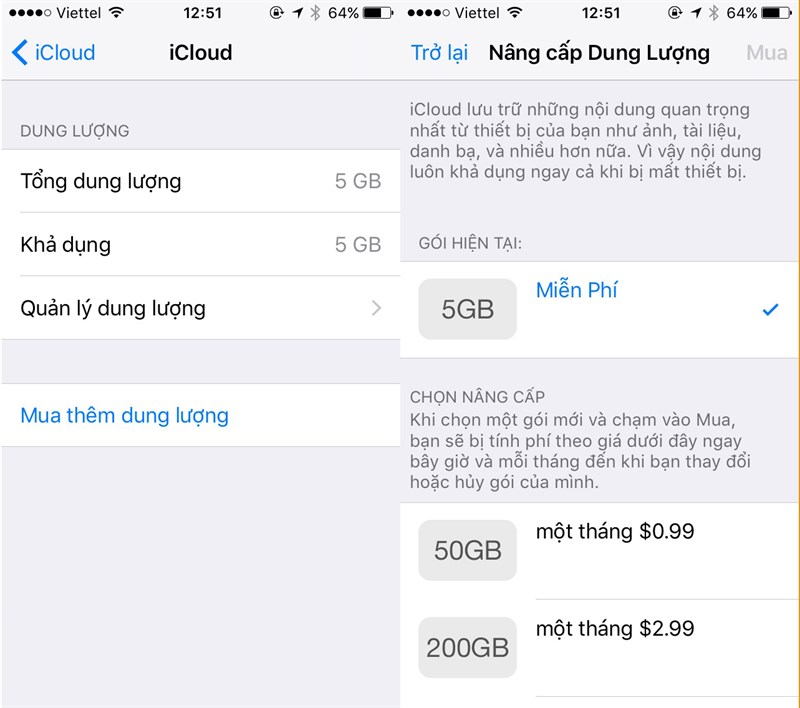 Viettel 12:51 64%
iCloud iCloud
DUNG LƯỢNG
Tổng dung lượng 5 GB
Khả dụng 5 GB
Quản lý dung lượng
Mua thêm dung lượng
Viettel 12:51 64%
Trở lại Nâng cấp Dung Lượng Mua
iCloud lưu trữ những nội dung quan trọng
nhất từ thiết bị của bạn như ảnh, tài liệu,
danh bạ, và nhiều hơn nữa. Vì vậy nội dung
luôn khả dụng ngay cả khi bị mất thiết bị.
GÓI HIỆN TẠI:
5GB Miễn Phí
CHỌN NÂNG CẤP
Khi chọn một gói mới và chạm vào Mua,
bạn sẽ bị tính phí theo giá dưới đây ngay
bây giờ và mỗi tháng đến khi bạn thay đổi
hoặc hủy gói của mình.
50GB một tháng $0.99
200GB một tháng $2.99